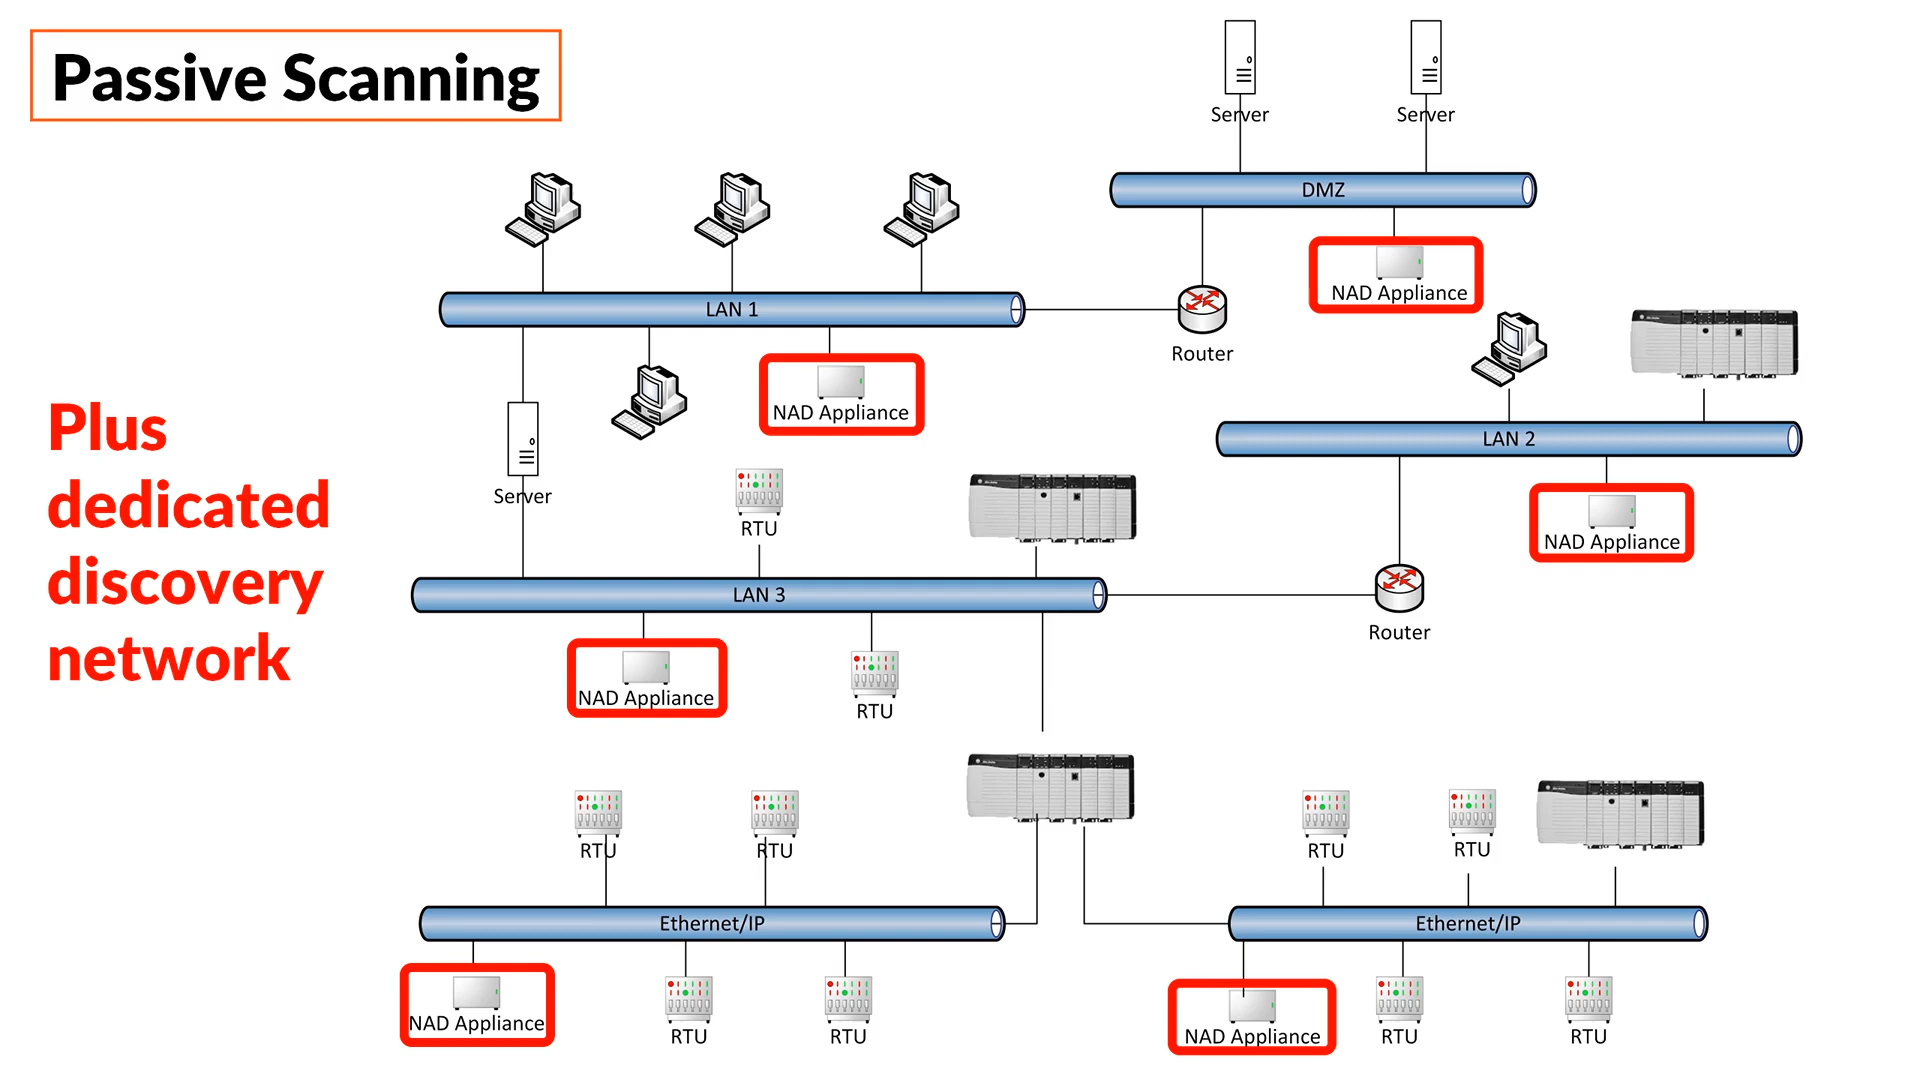 Passive Scanning
Server
Server
DMZ
NAD Appliance
LAN 1
Router
NAD Appliance
LAN 2
Server
RTU
NAD Appliance
LAN 3
Router
NAD Appliance
RTU
Plus
dedicated
discovery
network
RTU
RTU
RTU
RTU
Ethernet/IP
Ethernet/IP
NAD Appliance
RTU
RTU
NAD Appliance
RTU
RTU